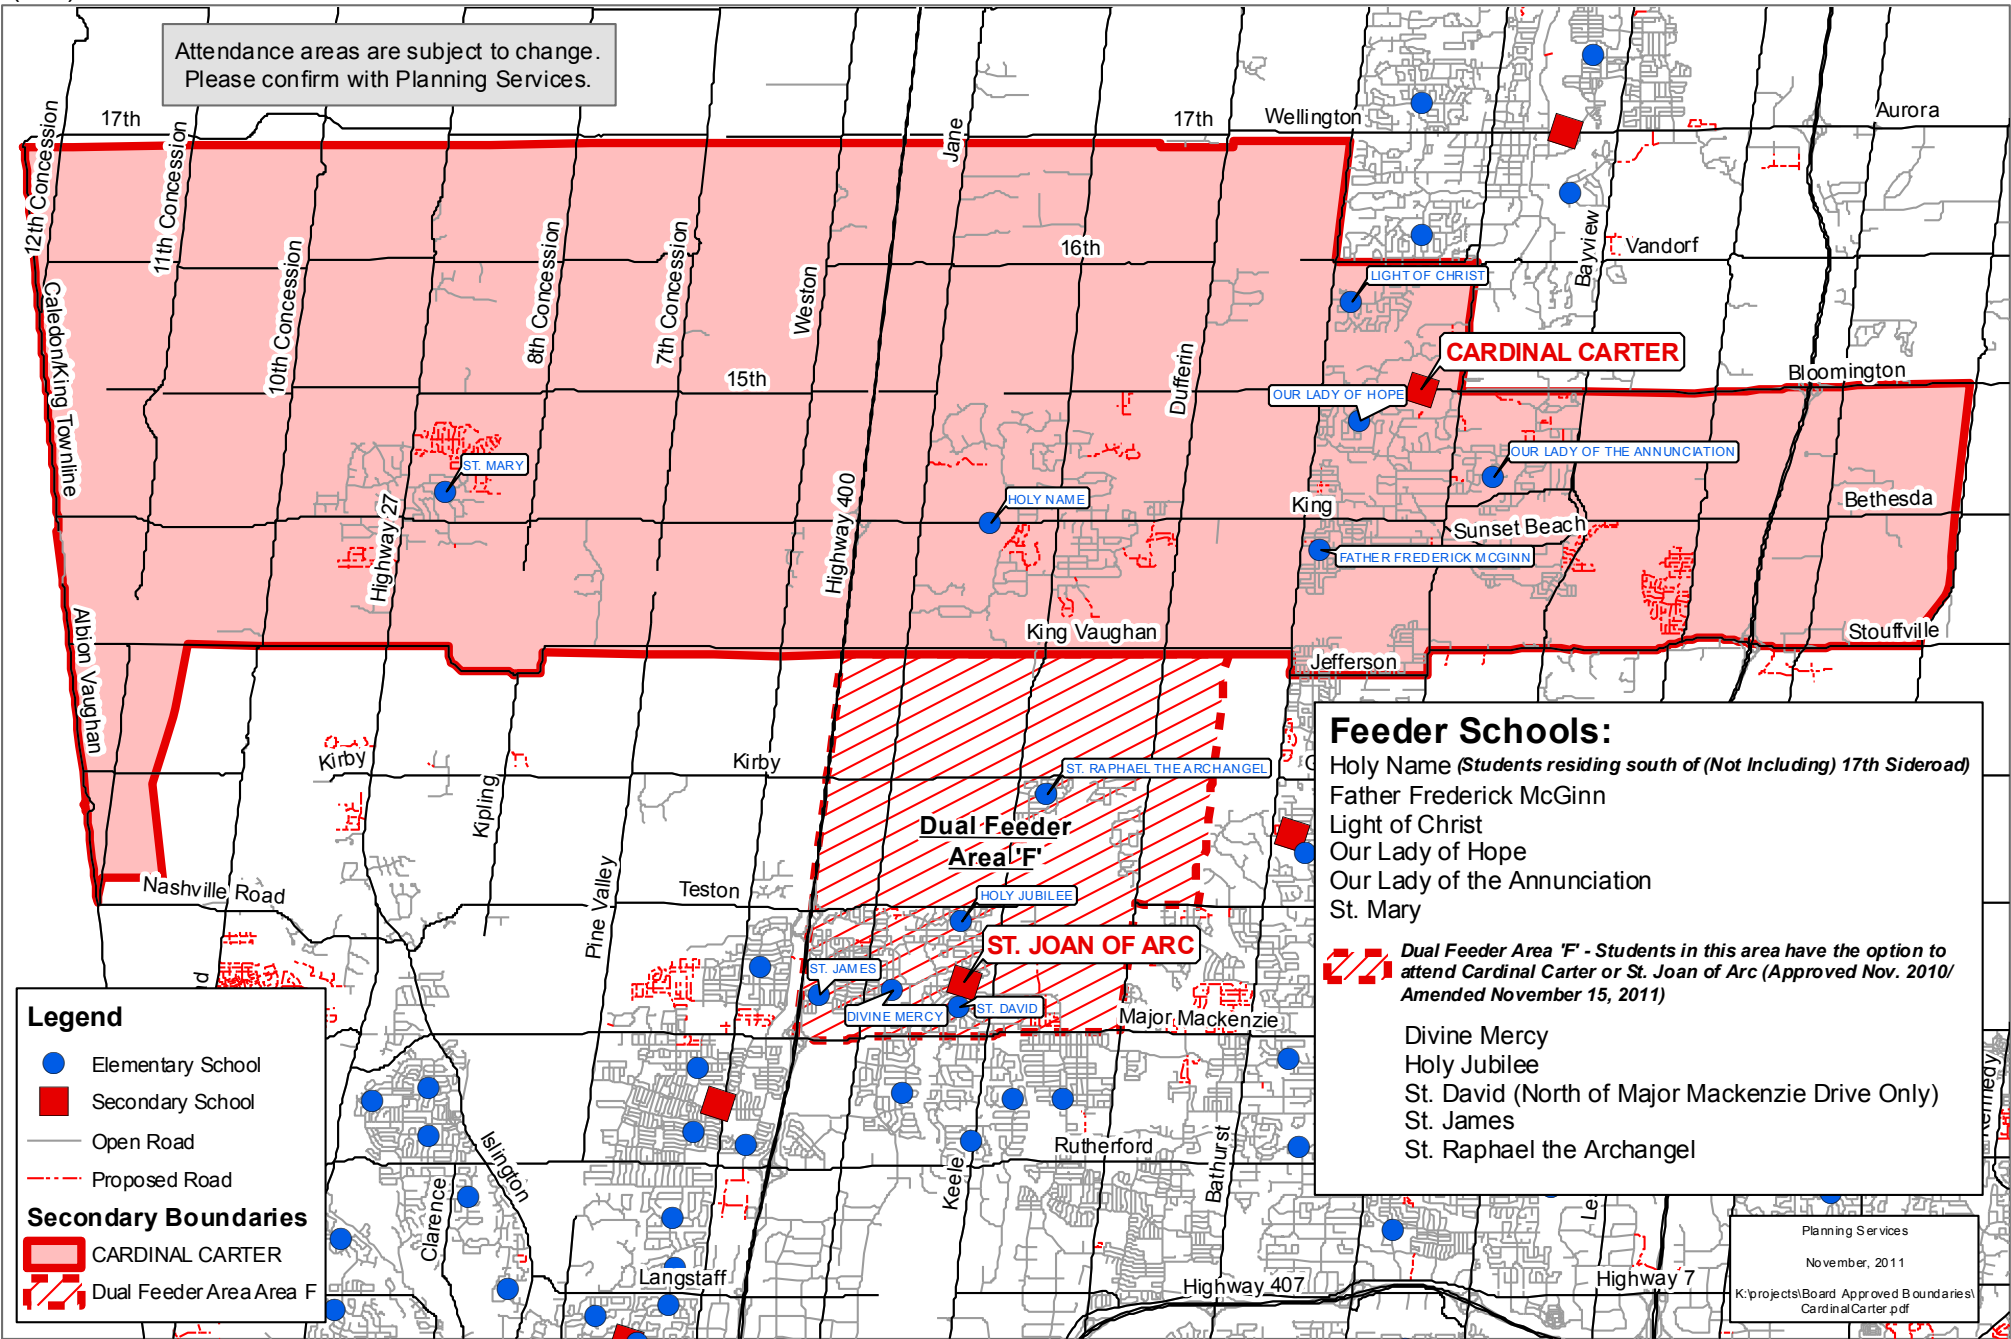 Attendance areas are subject to change.
Please confirm with Planning Services.
17th
17th
Wellington
Aurora
12th Concession
11th Concession
10th Concession
8th Concession
7th Concession
Weston
Jane
16th
Bayview
Vandorf
LIGHT OF CHRIST
Caledon/King Townline
CARDINAL CARTER
Dufferin
15th
Bloomington
OUR LADY OF HOPE
ST. MARY
OUR LADY OF THE ANNUNCIATION
Highway 27
Highway 400
HOLY NAME
King
Bethesda
Sunset Beach
FATHER FREDERICK MCGINN
Albion Vaughan
King Vaughan
Stouffville
Jefferson
Kirby
Kirby
Kipling
ST. RAPHAEL THE ARCHANGEL
Dual Feeder
Area 'F'
Nashville Road
Pine Valley
Teston
HOLY JUBILEE
ST. JOAN OF ARC
ST. JAMES
DIVINE MERCY
ST. DAVID
Major Mackenzie
Feeder Schools:
Holy Name (Students residing south of (Not Including) 17th Sideroad)
Father Frederick McGinn
Light of Christ
Our Lady of Hope
Our Lady of the Annunciation
St. Mary
Dual Feeder Area 'F' - Students in this area have the option to
attend Cardinal Carter or St. Joan of Arc (Approved Nov. 2010/
Amended November 15, 2011)
Divine Mercy
Holy Jubilee
St. David (North of Major Mackenzie Drive Only)
St. James
St. Raphael the Archangel
Kennedy
Legend
Elementary School
Secondary School
Open Road
Proposed Road
Secondary Boundaries
CARDINAL CARTER
Dual Feeder Area Area F
Islington
Clarence
Keele
Rutherford
Bathurst
Langstaff
Highway 407
Highway 7
Planning Services
November, 2011
K:\projects\Board Approved Boundaries\
CardinalCarter.pdf